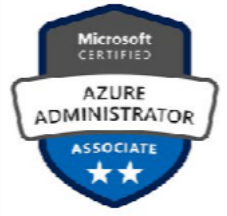 Microsoft
CERTIFIED
AZURE
ADMINISTRATOR
ASSOCIATE